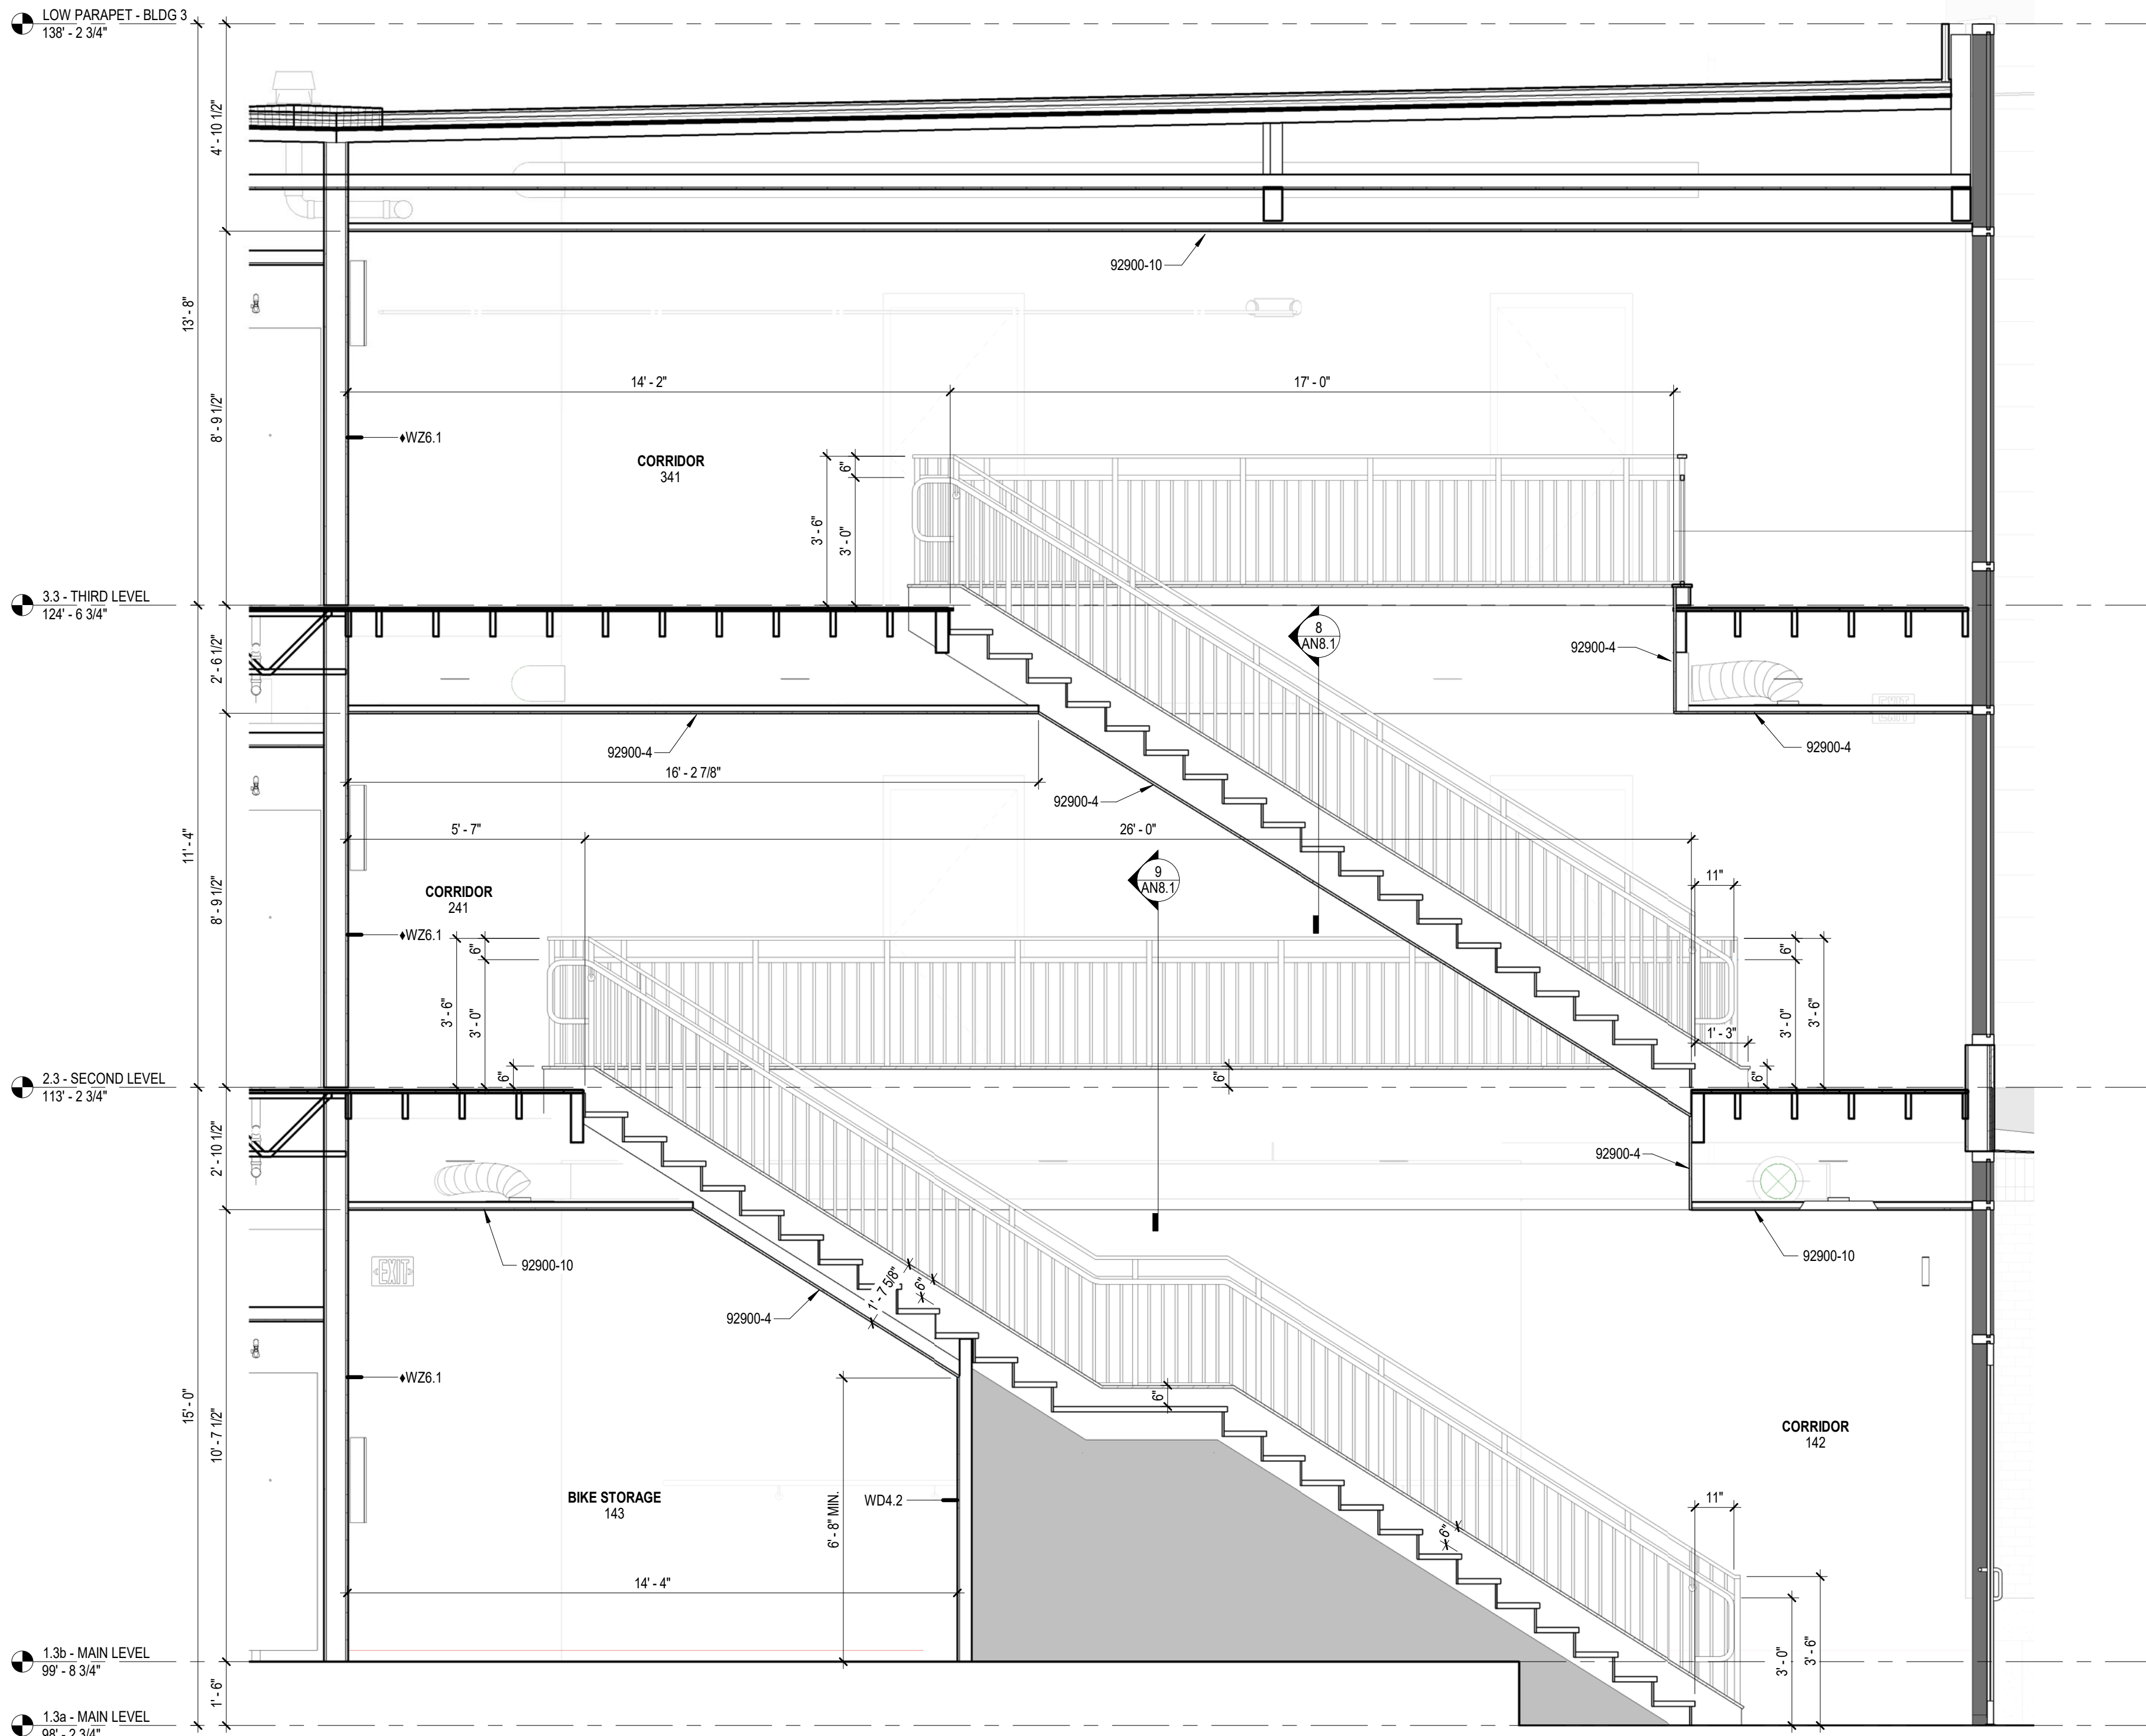 LOW PARAPET - BLDG 3
138' - 2 3/4"
4' - 10 1/2"
92900-10
13' - 8"
14' - 2"
17' - 0"
8' - 9 1/2"
♦WZ6.1
CORRIDOR
341
6"
3' - 6"
3' - 0"
3.3 - THIRD LEVEL
124' - 6 3/4"
8
AN8.1
92900-4
2' - 6 1/2"
EXIT
92900-4
92900-4
16' - 2 7/8"
92900-4
5' - 7"
26' - 0"
11' - 4"
9
AN8.1
11"
CORRIDOR
241
8' - 9 1/2"
♦WZ6.1
6"
6"
3' - 6"
3' - 0"
3' - 0"
3' - 6"
1' - 3"
6"
6"
6"
2.3 - SECOND LEVEL
113' - 2 3/4"
2' - 10 1/2"
92900-4
92900-10
EXIT
92900-10
1' - 7 5/8"
6"
92900-4
♦WZ6.1
6"
15' - 0"
10' - 7 1/2"
CORRIDOR
142
BIKE STORAGE
143
WD4.2
11"
6' - 8" MIN.
6"
14' - 4"
3' - 0"
3' - 6"
1.3b - MAIN LEVEL
99' - 8 3/4"
1' - 6"
1.3a - MAIN LEVEL
98' - 2 3/4"